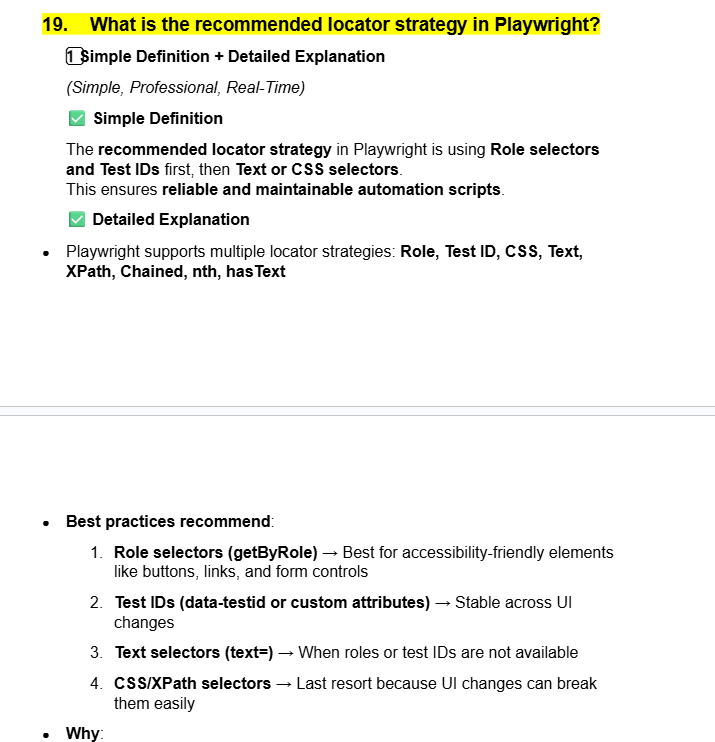 19. What is the recommended locator strategy in Playwright?
1 Simple Definition + Detailed Explanation
(Simple, Professional, Real-Time)
✅ Simple Definition
The recommended locator strategy in Playwright is using Role selectors
and Test IDs first, then Text or CSS selectors.
This ensures reliable and maintainable automation scripts.
✅ Detailed Explanation
• Playwright supports multiple locator strategies: Role, Test ID, CSS, Text,
XPath, Chained, nth, hasText
• Best practices recommend:
1. Role selectors (getByRole) → Best for accessibility-friendly elements
like buttons, links, and form controls
2. Test IDs (data-testid or custom attributes) → Stable across UI
changes
3. Text selectors (text=) → When roles or test IDs are not available
4. CSS/XPath selectors → Last resort because UI changes can break
them easily
• Why: